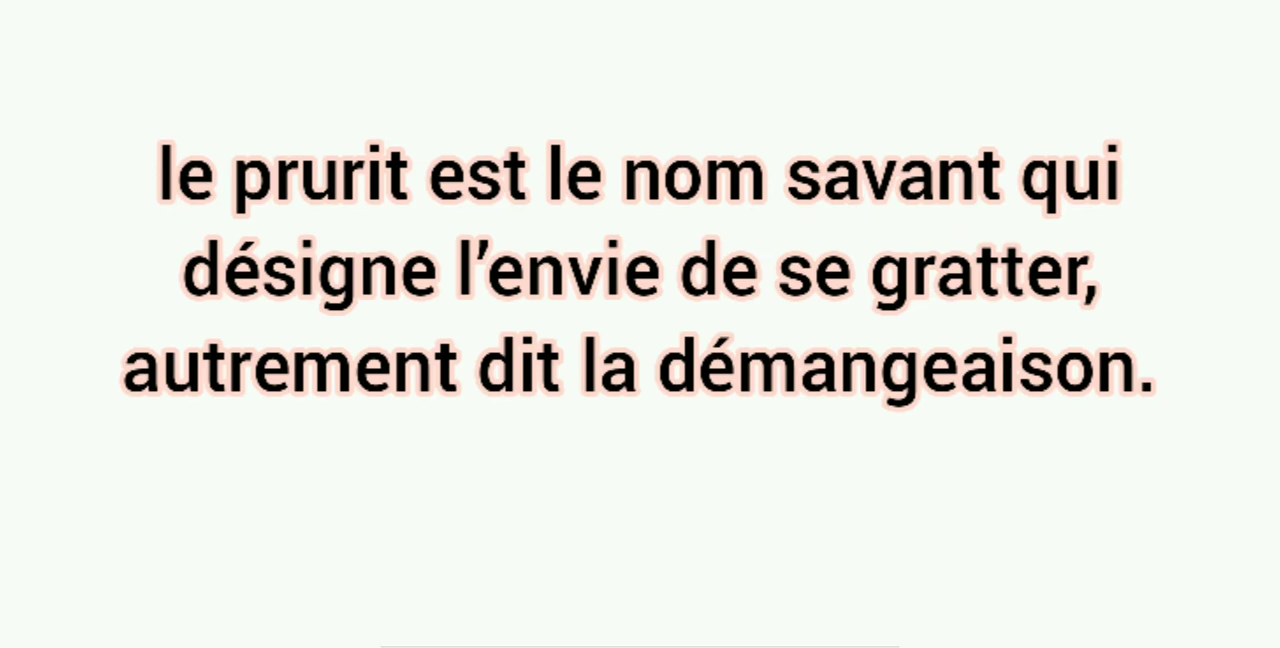 le prurit est le nom savant qui
désigne l’envie de se gratter,
autrement dit la démangeaison.